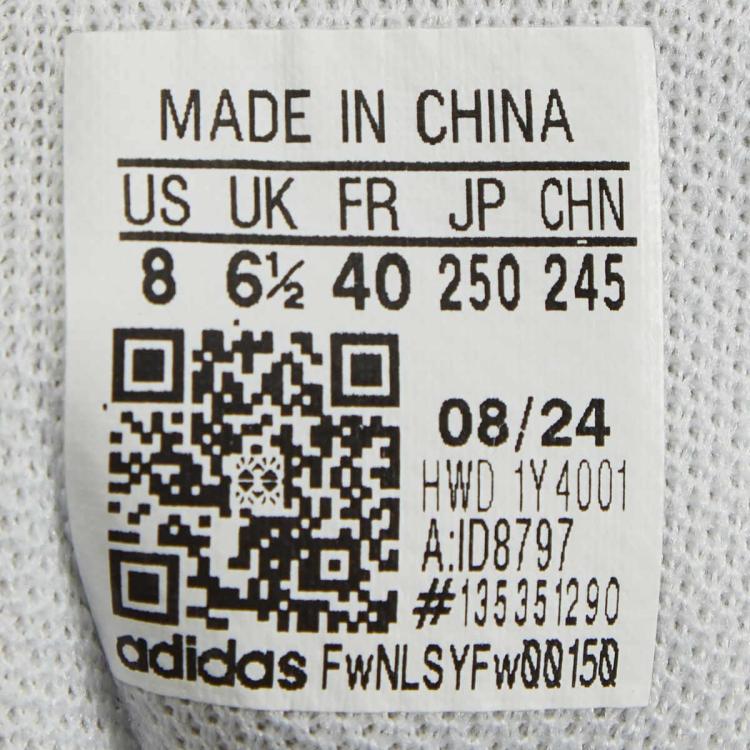 MADE IN CHINA
US UK FR JP CHN
8 6½ 40 250 245
08/24
HWD 1Y4001
A:ID8797
#135351290
adidas FwNLSYFw00150